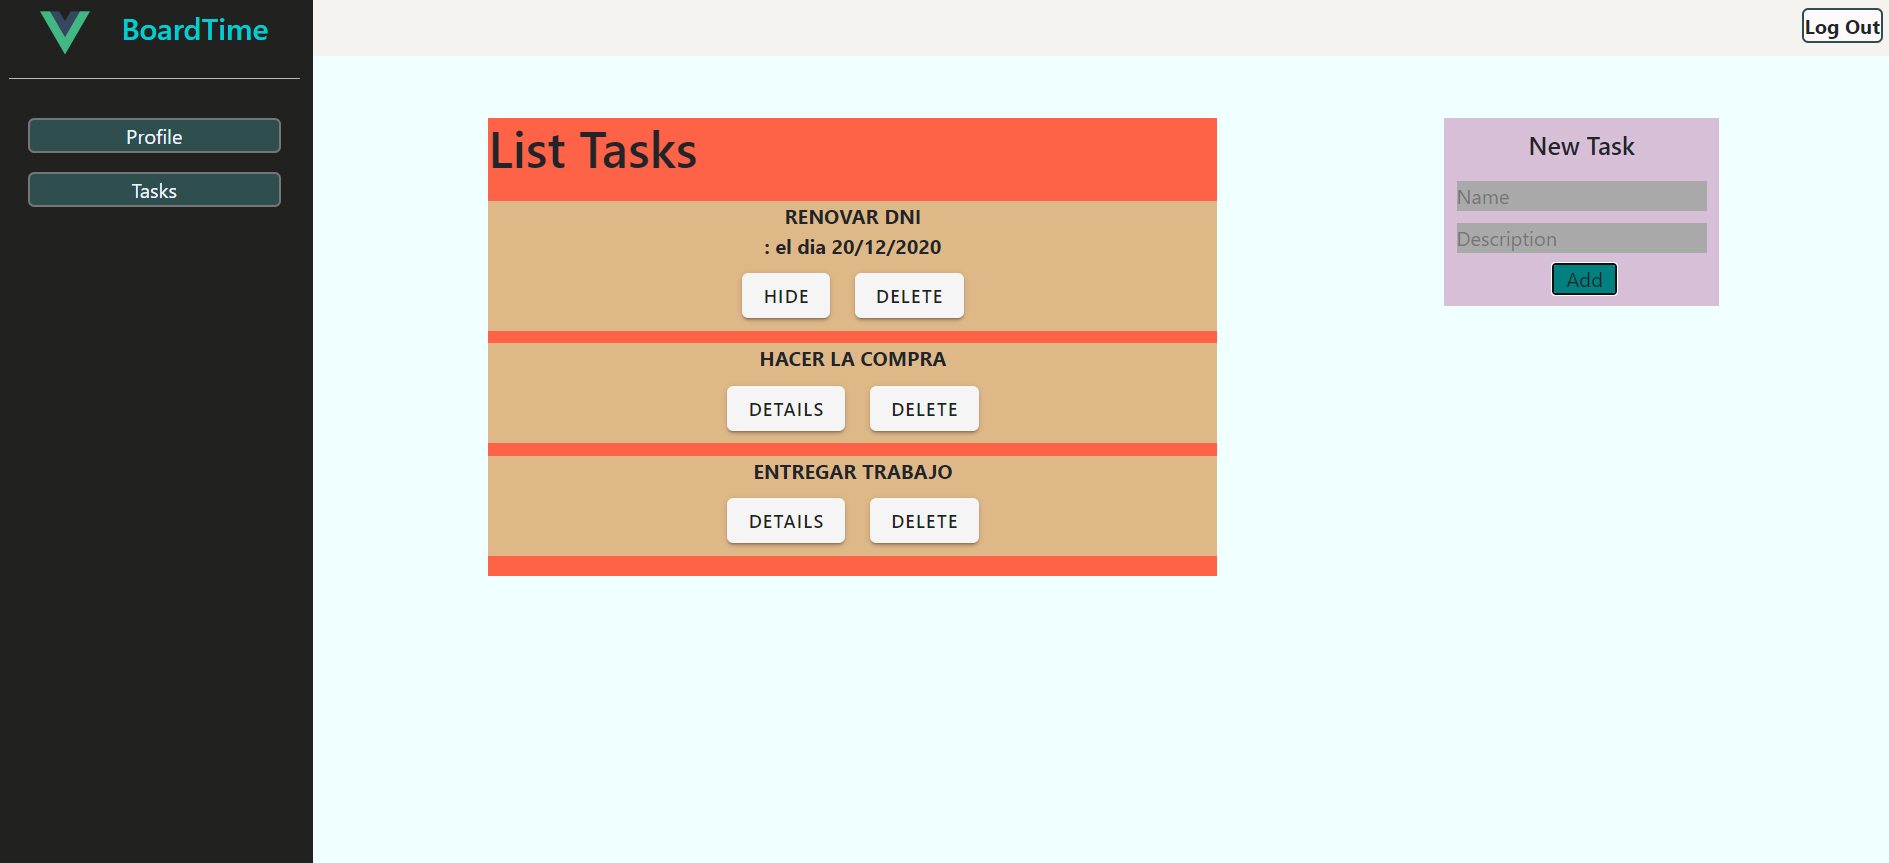 BoardTime
Log Out
Profile
Tasks
List Tasks
RENOVAR DNI
: el dia 20/12/2020
HIDE DELETE
HACER LA COMPRA
DETAILS DELETE
ENTREGAR TRABAJO
DETAILS DELETE
New Task
Name
Description
Add